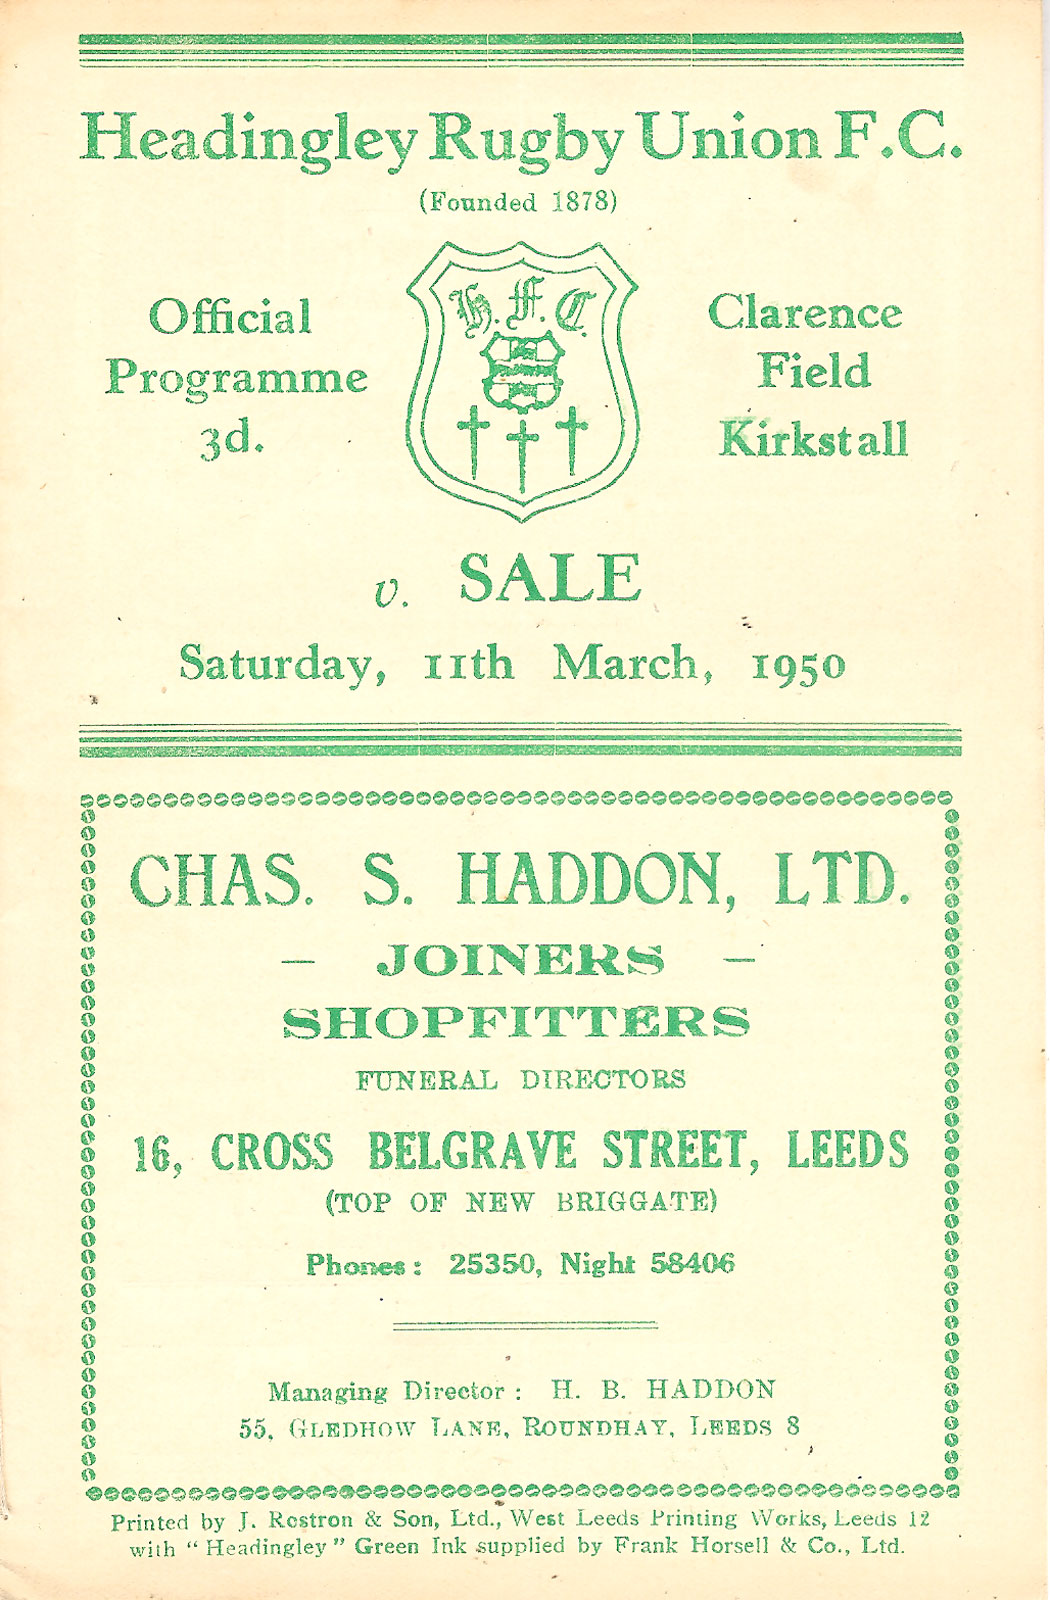 Headingley Rugby Union F.C.
(Founded 1878)
Official
Programme
3d.
H. F. C.
Clarence
Field
Kirkstall
v. SALE
Saturday, 11th March, 1950
CHAS. S. HADDON, LTD.
– JOINERS –
SHOPFITTERS
FUNERAL DIRECTORS
16, CROSS BELGRAVE STREET, LEEDS
(TOP OF NEW BRIGGATE)
Phones: 25350, Night 58406
Managing Director: H. B. HADDON
55, GLEDHOW LANE, ROUNDHAY, LEEDS 8
Printed by J. Rostron & Son, Ltd., West Leeds Printing Works, Leeds 12
with "Headingley" Green Ink supplied by Frank Horsell & Co., Ltd.